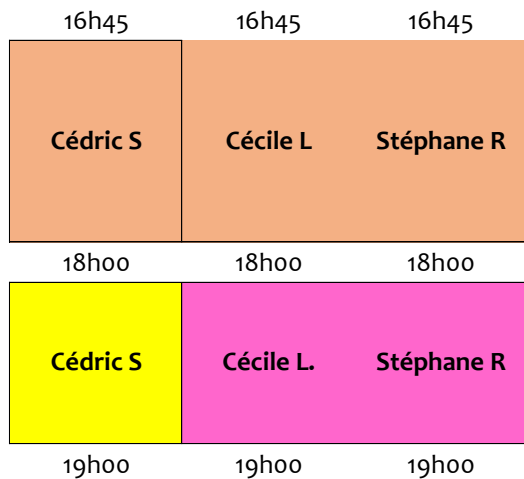 16h45 16h45 16h45
Cédric S Cécile L Stéphane R
18h00 18h00 18h00
Cédric S Cécile L. Stéphane R
19h00 19h00 19h00